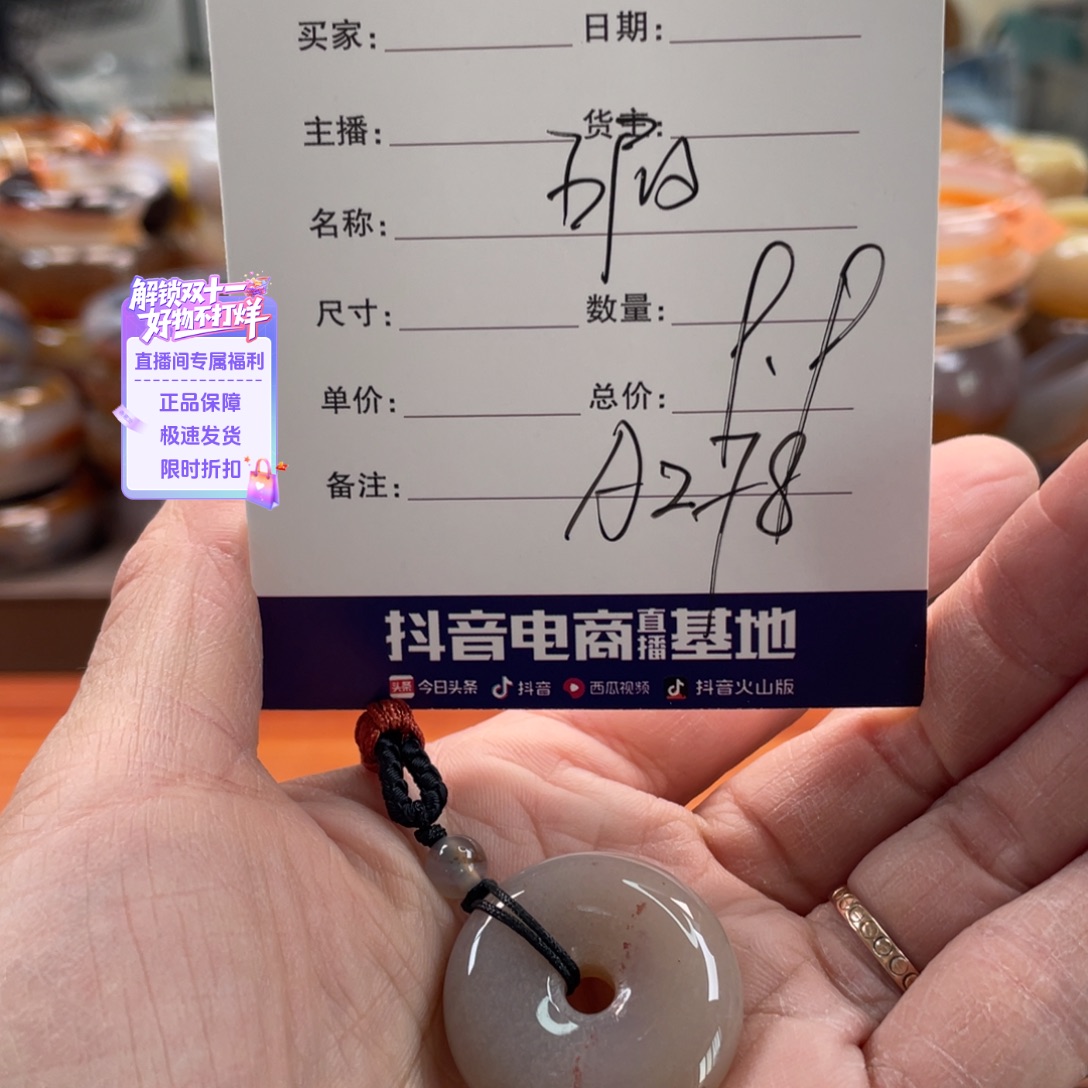 买家： 日期：
主播： 货主：
名称：
尺寸： 数量：
单价： 总价：
备注： A278
抖音电商直播基地
今日头条 抖音 西瓜视频 抖音火山版
解锁双十一
好物不打烊
直播间专属福利
正品保障
极速发货
限时折扣